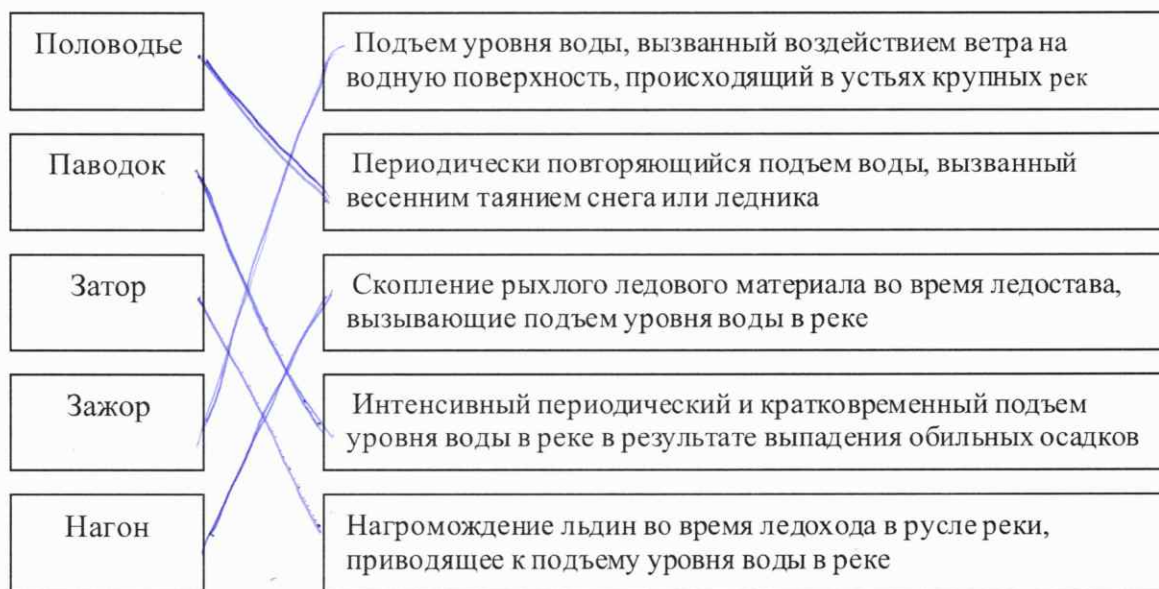 Половодье
Подъем уровня воды, вызванный воздействием ветра на
водную поверхность, происходящий в устьях крупных рек
Паводок
Периодически повторяющийся подъем воды, вызванный
весенним таянием снега или ледника
Затор
Скопление рыхлого ледового материала во время ледостава,
вызывающие подъем уровня воды в реке
Зажор
Интенсивный периодический и кратковременный подъем
уровня воды в реке в результате выпадения обильных осадков
Нагон
Нагромождение льдин во время ледохода в русле реки,
приводящее к подъему уровня воды в реке